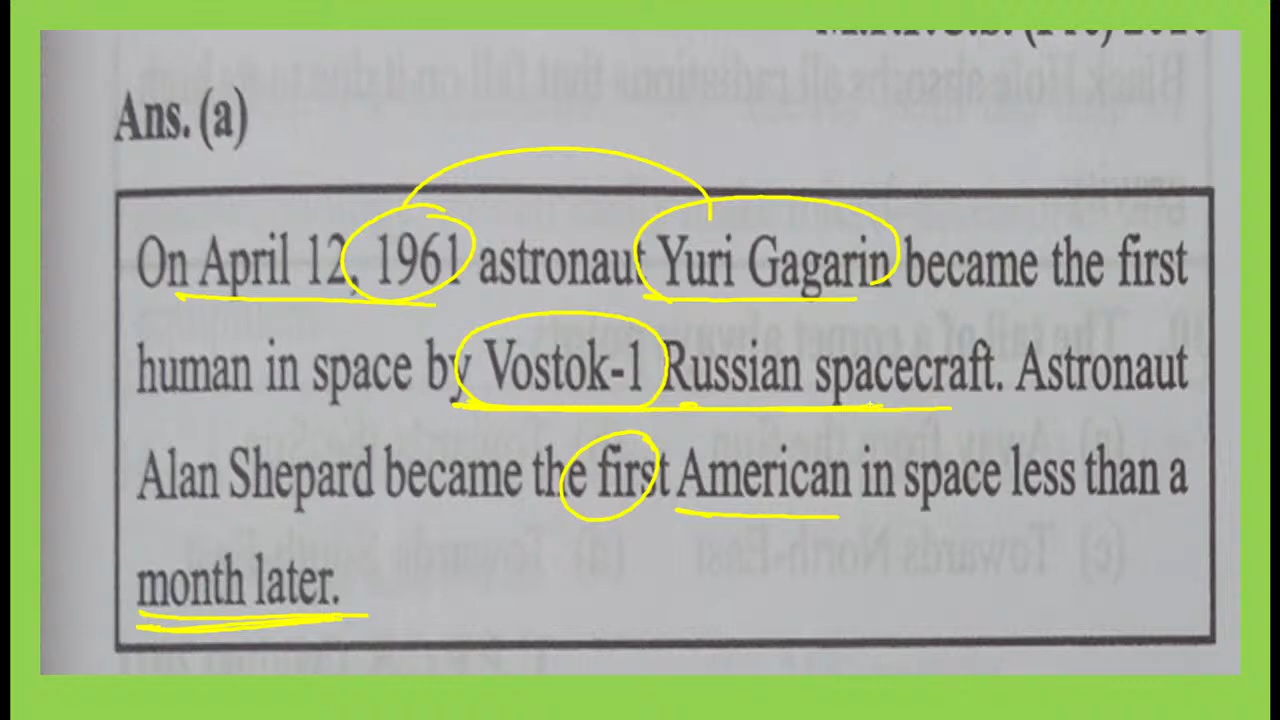 Ans. (a)
On April 12, 1961 astronaut Yuri Gagarin became the first
human in space by Vostok-1 Russian spacecraft. Astronaut
Alan Shepard became the first American in space less than a
month later.